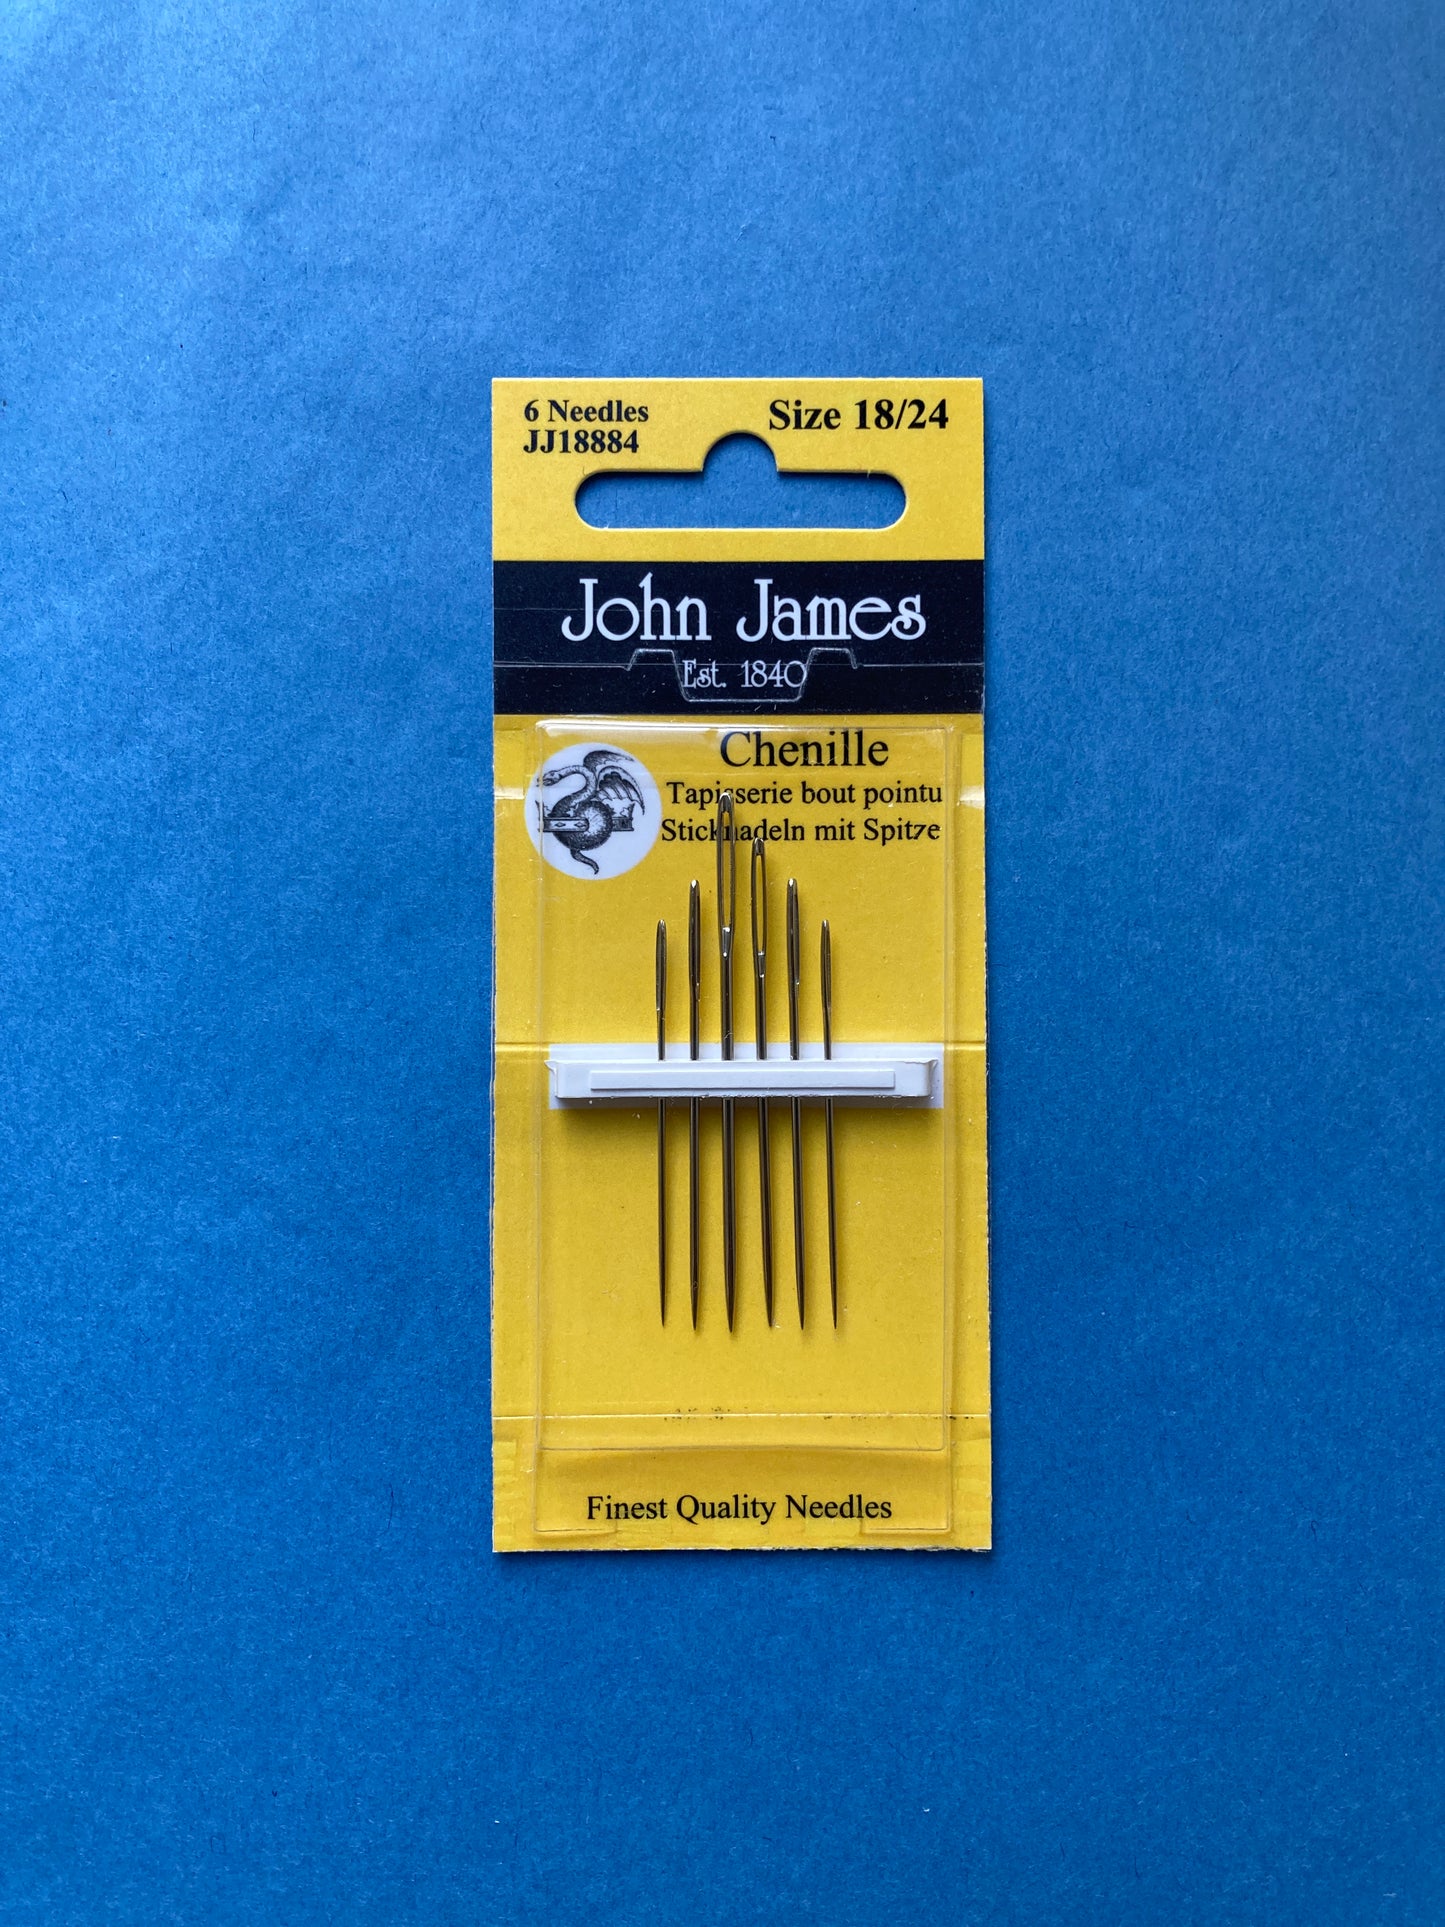 6 Needles
JJ18884
Size 18/24
John James
Est. 1840
Chenille
Tapisserie bout pointu
Sticknadeln mit Spitze
Finest Quality Needles